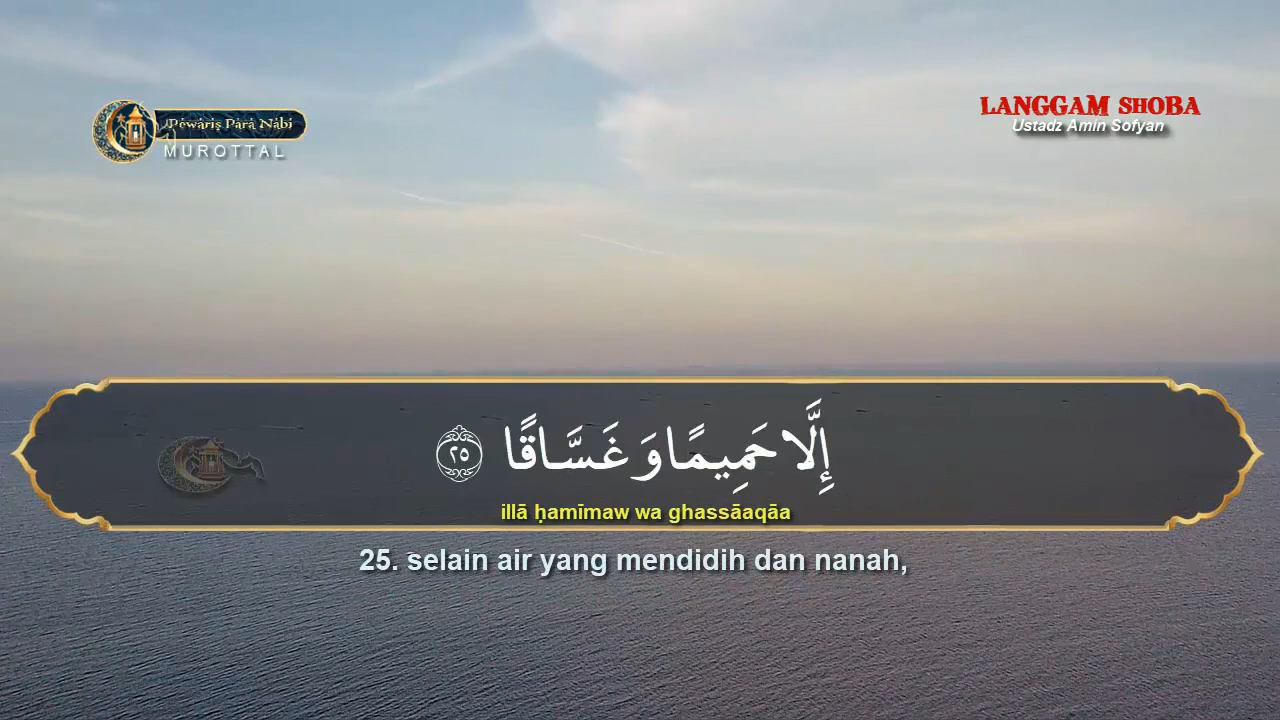 Pewaris Para Nabi
MUROTTAL
LANGGAM SHOBA
Ustadz Amin Sofyan
إِلَّا حَمِيمًا وَغَسَّاقًا ٢٥
illā ḥamīmaw wa ghassāaqāa
25. selain air yang mendidih dan nanah,